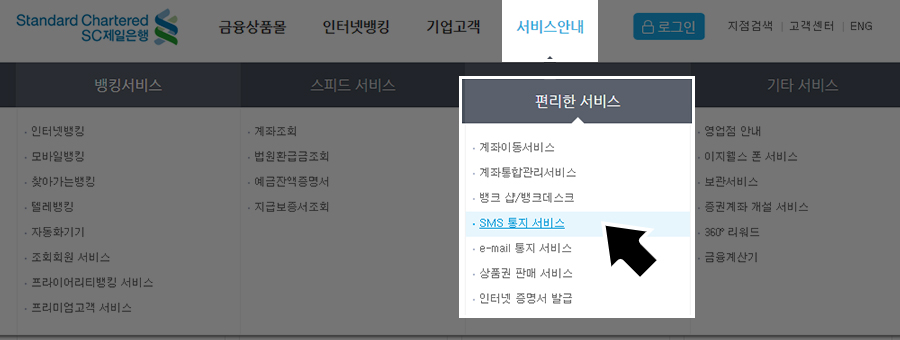 Standard Chartered
SC제일은행
금융상품몰
인터넷뱅킹
기업고객
서비스안내
로그인
지점검색
고객센터
ENG
뱅킹서비스
인터넷뱅킹
모바일뱅킹
찾아가는뱅킹
텔레뱅킹
자동화기기
조회회원 서비스
프라이어리티뱅킹 서비스
프리미엄고객 서비스
스피드 서비스
계좌조회
법원환급금조회
예금잔액증명서
지급보증서조회
편리한 서비스
계좌이동서비스
계좌통합관리서비스
뱅크 샵/뱅크데스크
SMS 통지 서비스
e-mail 통지 서비스
상품권 판매 서비스
인터넷 증명서 발급
기타 서비스
영업점 안내
이지웰스 폰 서비스
보관서비스
증권계좌 개설 서비스
360º 리워드
금융계산기